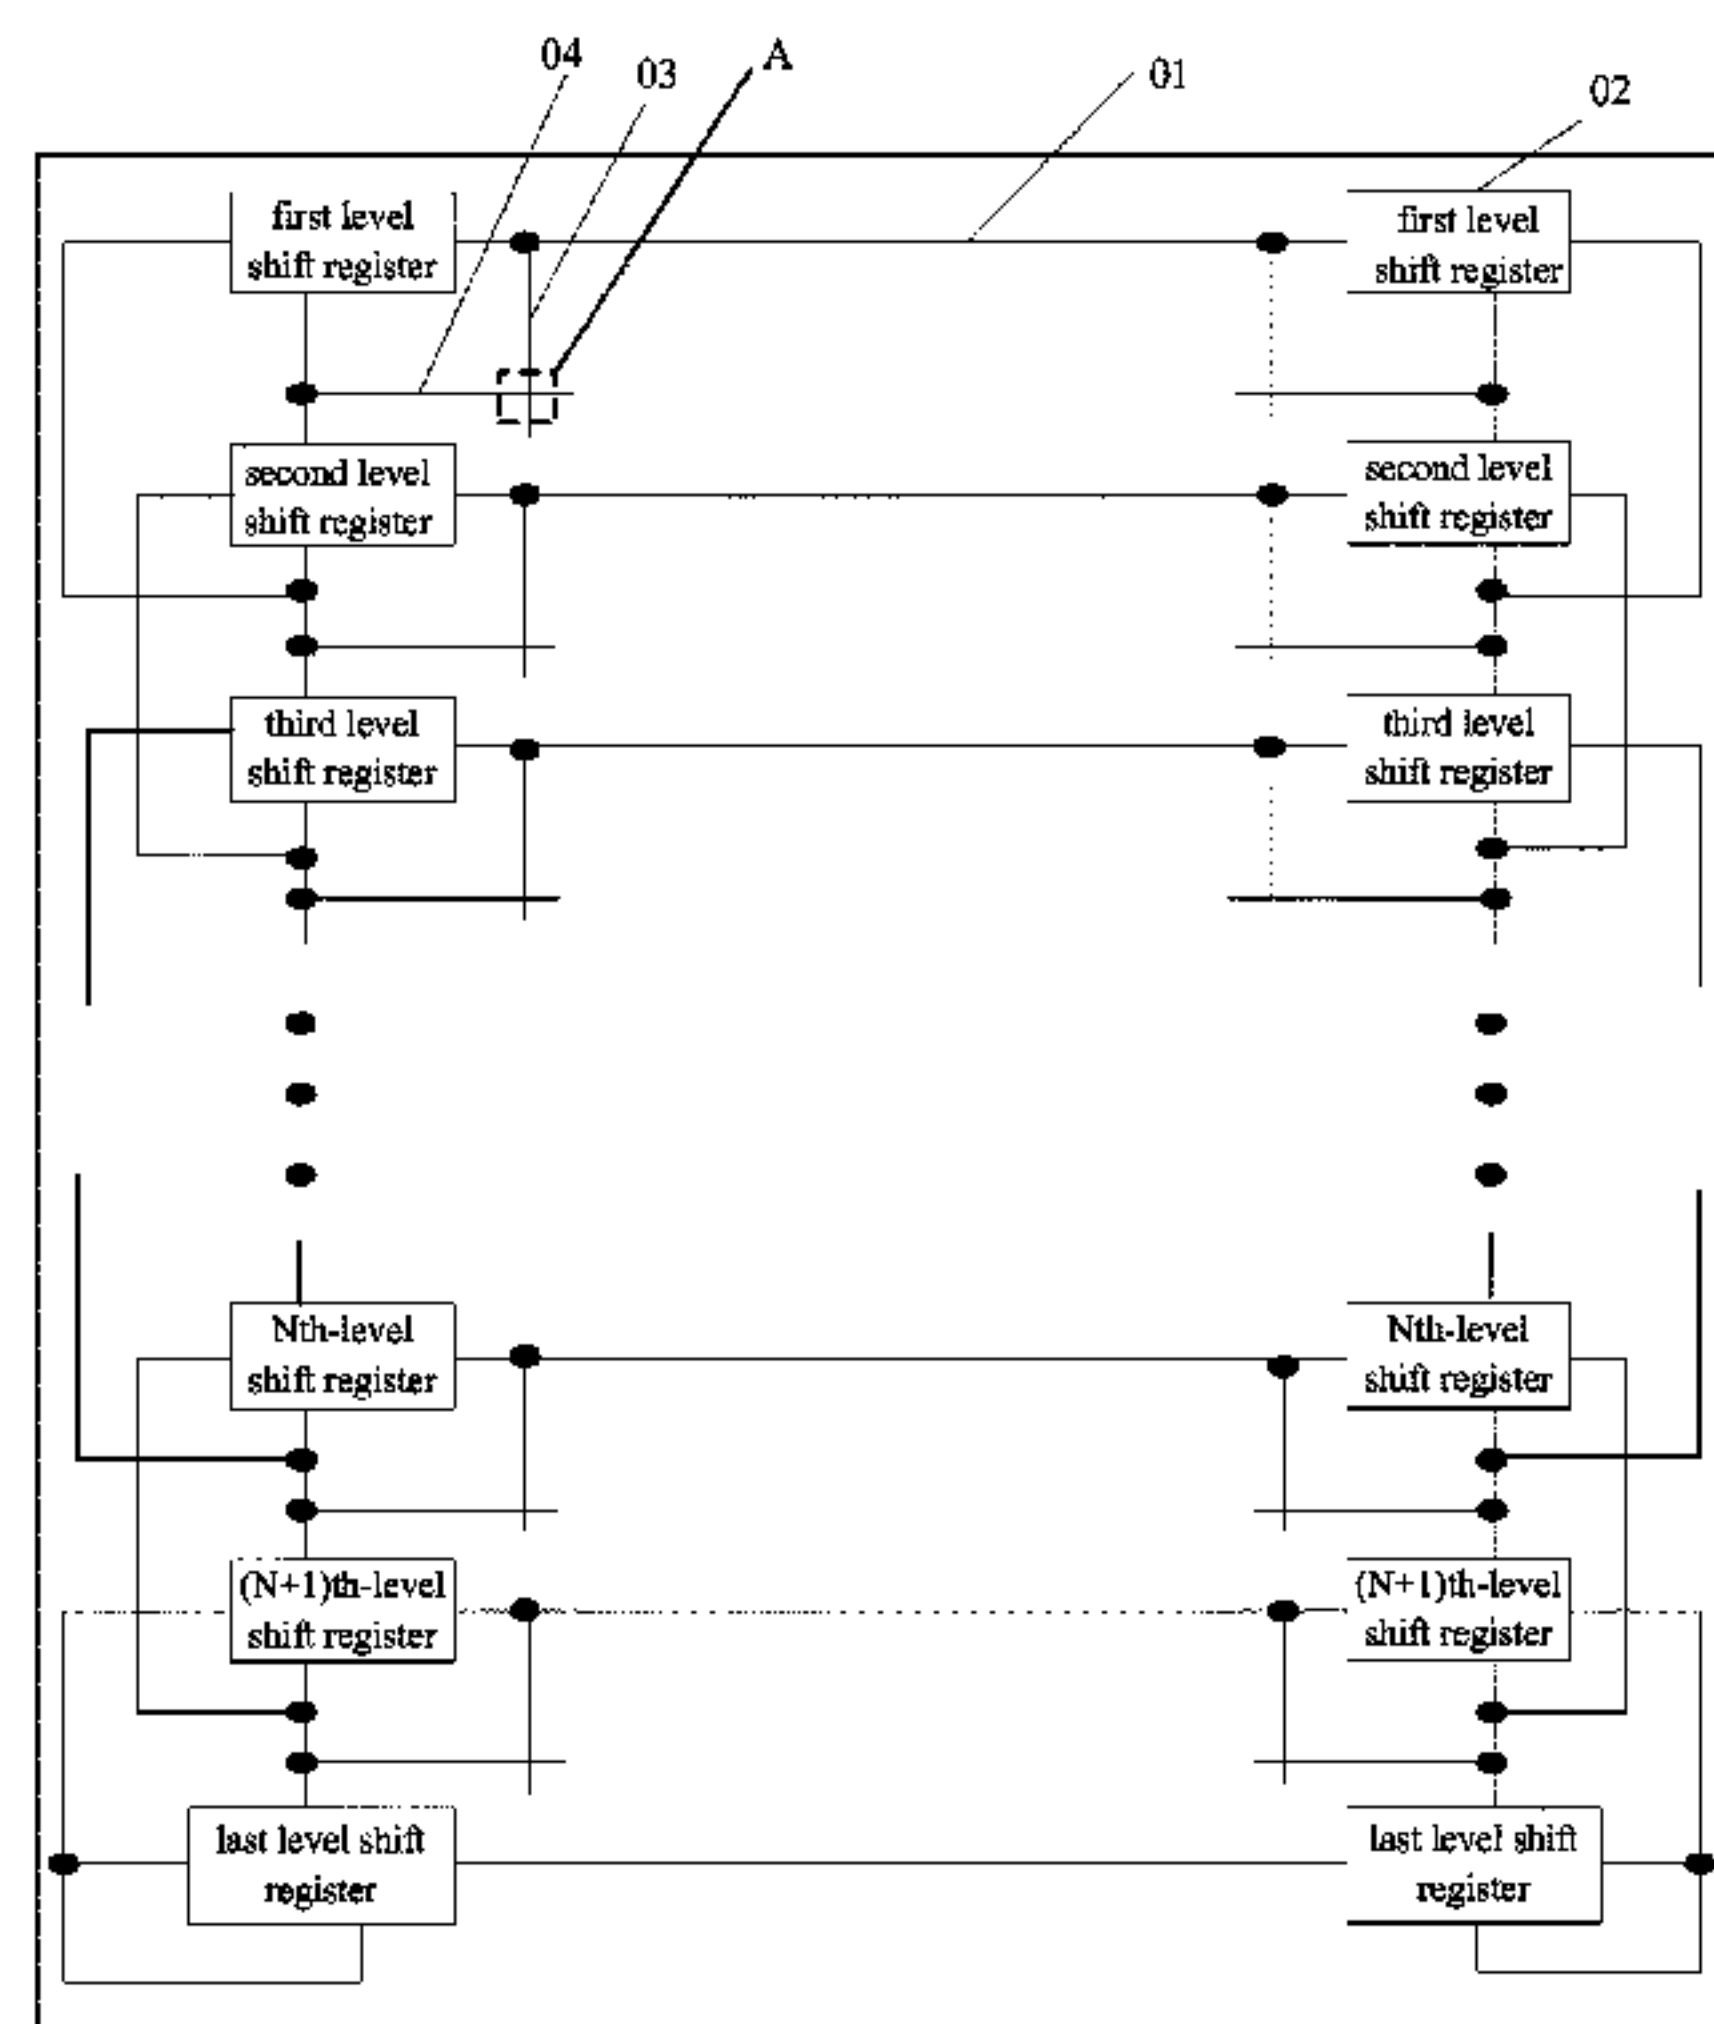 04
03
A
01
02
first level
shift register
first level
shift register
second level
shift register
second level
shift register
third level
shift register
third level
shift register
Nth-level
shift register
Nth-level
shift register
(N+1)th-level
shift register
(N+1)th-level
shift register
last level shift
register
last level shift
register